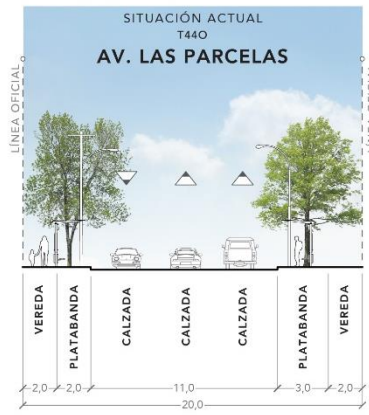 SITUACIÓN ACTUAL
T44O
AV. LAS PARCELAS
LÍNEA OFICIAL
VEREDA
PLATABANDA
CALZADA
CALZADA
CALZADA
PLATABANDA
VEREDA
2,0 2,0 11,0 3,0 2,0
20,0